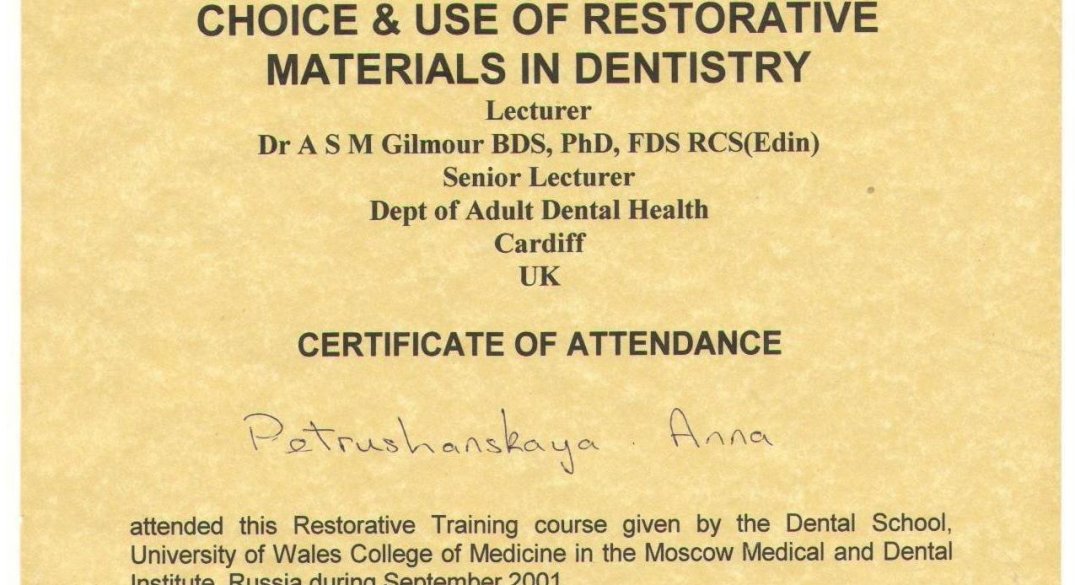 CHOICE & USE OF RESTORATIVE
MATERIALS IN DENTISTRY
Lecturer
Dr A S M Gilmour BDS, PhD, FDS RCS(Edin)
Senior Lecturer
Dept of Adult Dental Health
Cardiff
UK
CERTIFICATE OF ATTENDANCE
Petrushanskaya . Anna
attended this Restorative Training course given by the Dental School,
University of Wales College of Medicine in the Moscow Medical and Dental
Institute, Russia during September 2001